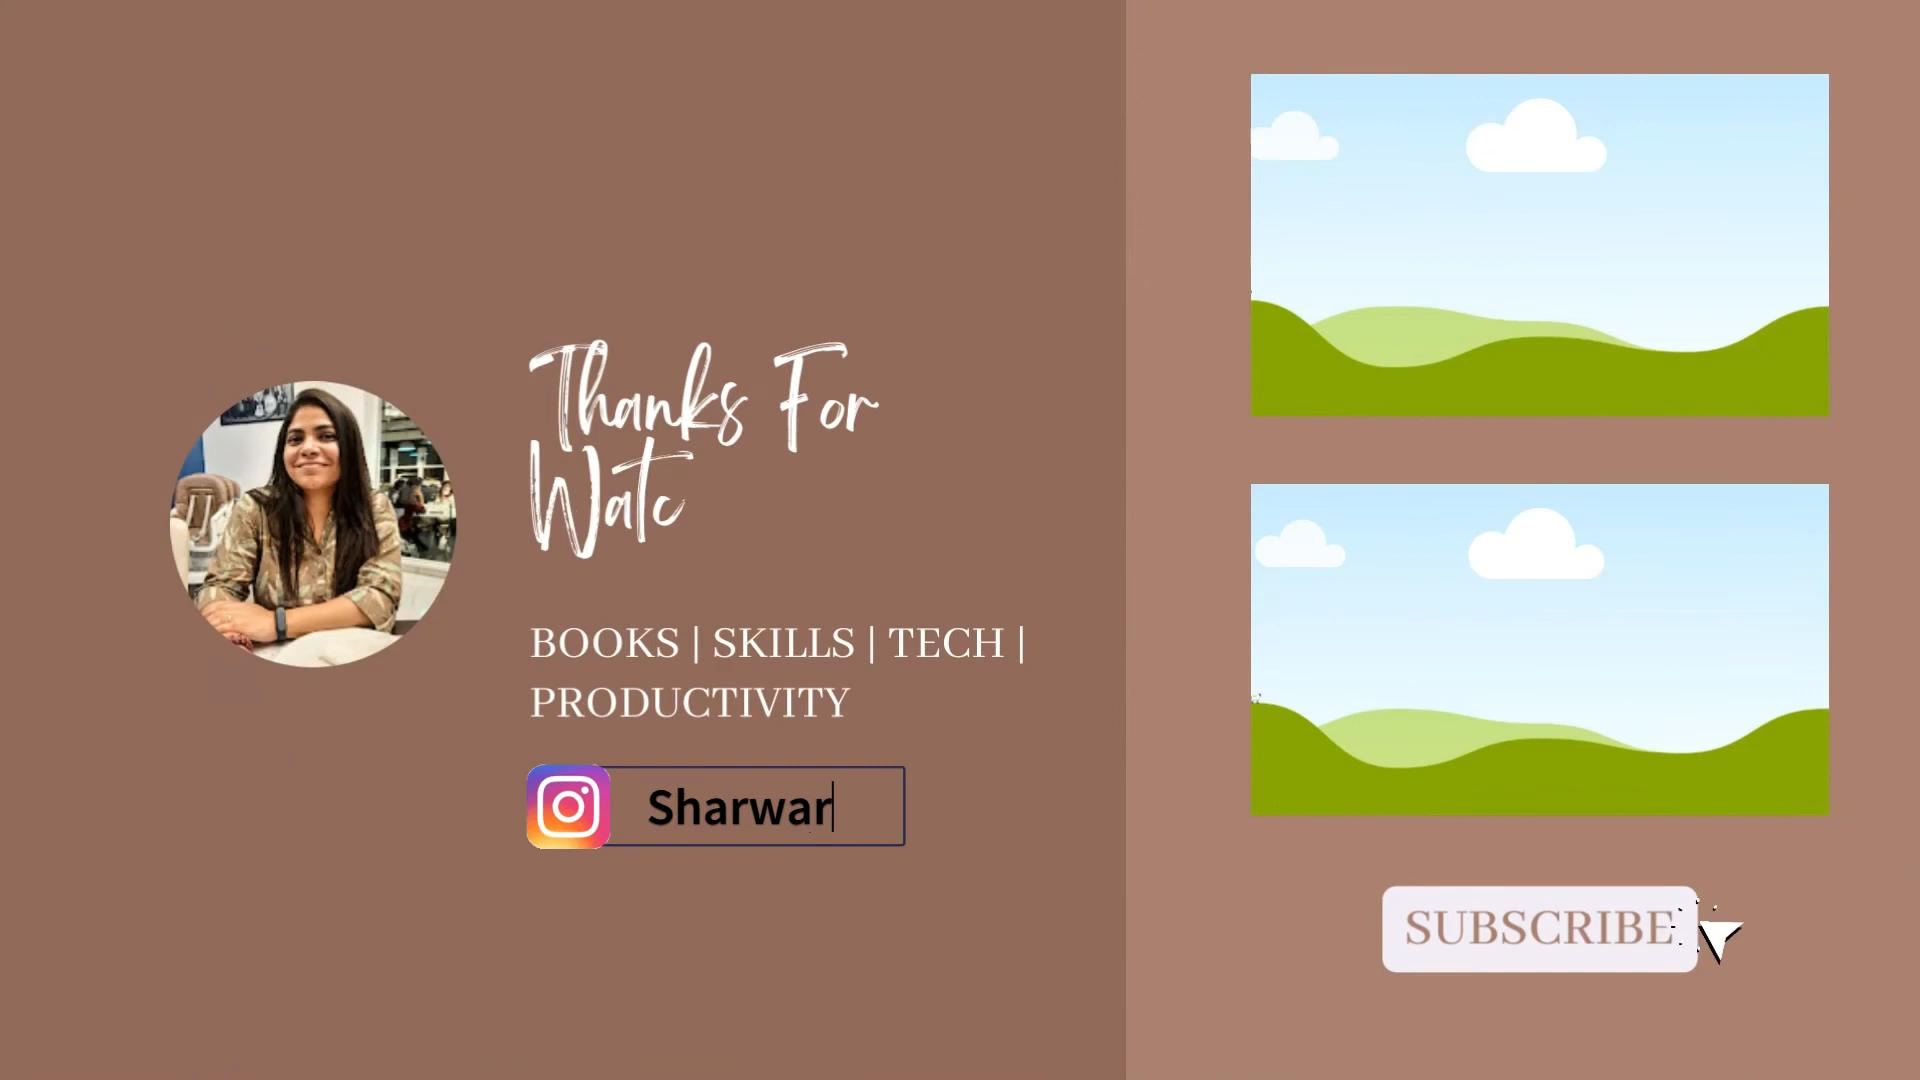 Thanks For
Watc
BOOKS | SKILLS | TECH |
PRODUCTIVITY
Sharwar
SUBSCRIBE